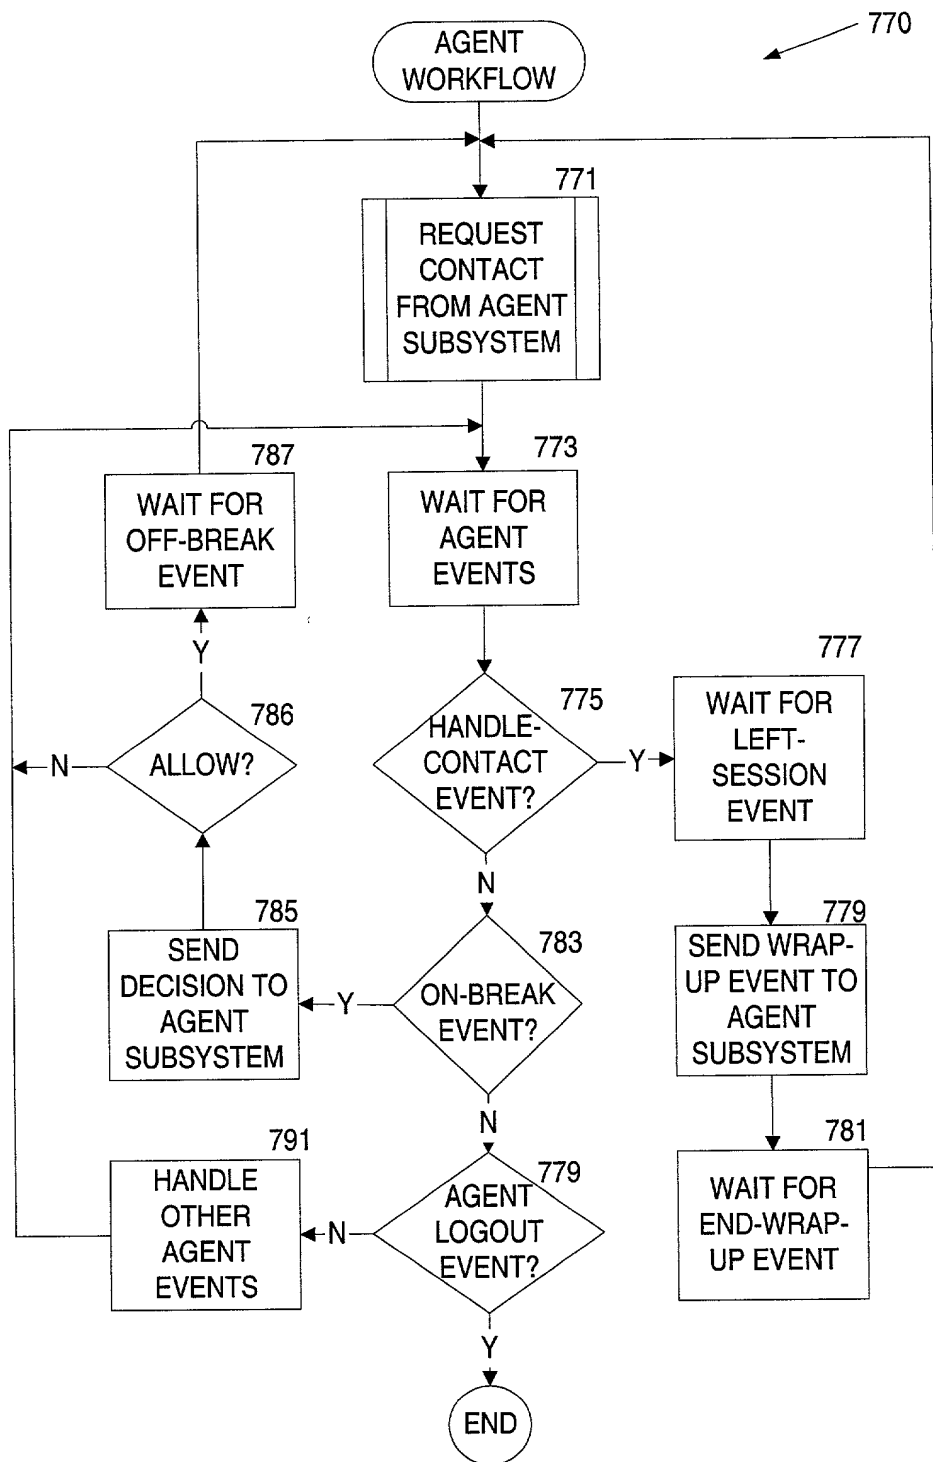 770
AGENT
WORKFLOW
771
REQUEST
CONTACT
FROM AGENT
SUBSYSTEM
787
WAIT FOR
OFF-BREAK
EVENT
773
WAIT FOR
AGENT
EVENTS
Y
786
ALLOW?
N
775
HANDLE-
CONTACT
EVENT?
Y
777
WAIT FOR
LEFT-
SESSION
EVENT
N
785
SEND
DECISION TO
AGENT
SUBSYSTEM
783
ON-BREAK
EVENT?
Y
779
SEND WRAP-
UP EVENT TO
AGENT
SUBSYSTEM
N
791
HANDLE
OTHER
AGENT
EVENTS
779
AGENT
LOGOUT
EVENT?
N
781
WAIT FOR
END-WRAP-
UP EVENT
Y
END